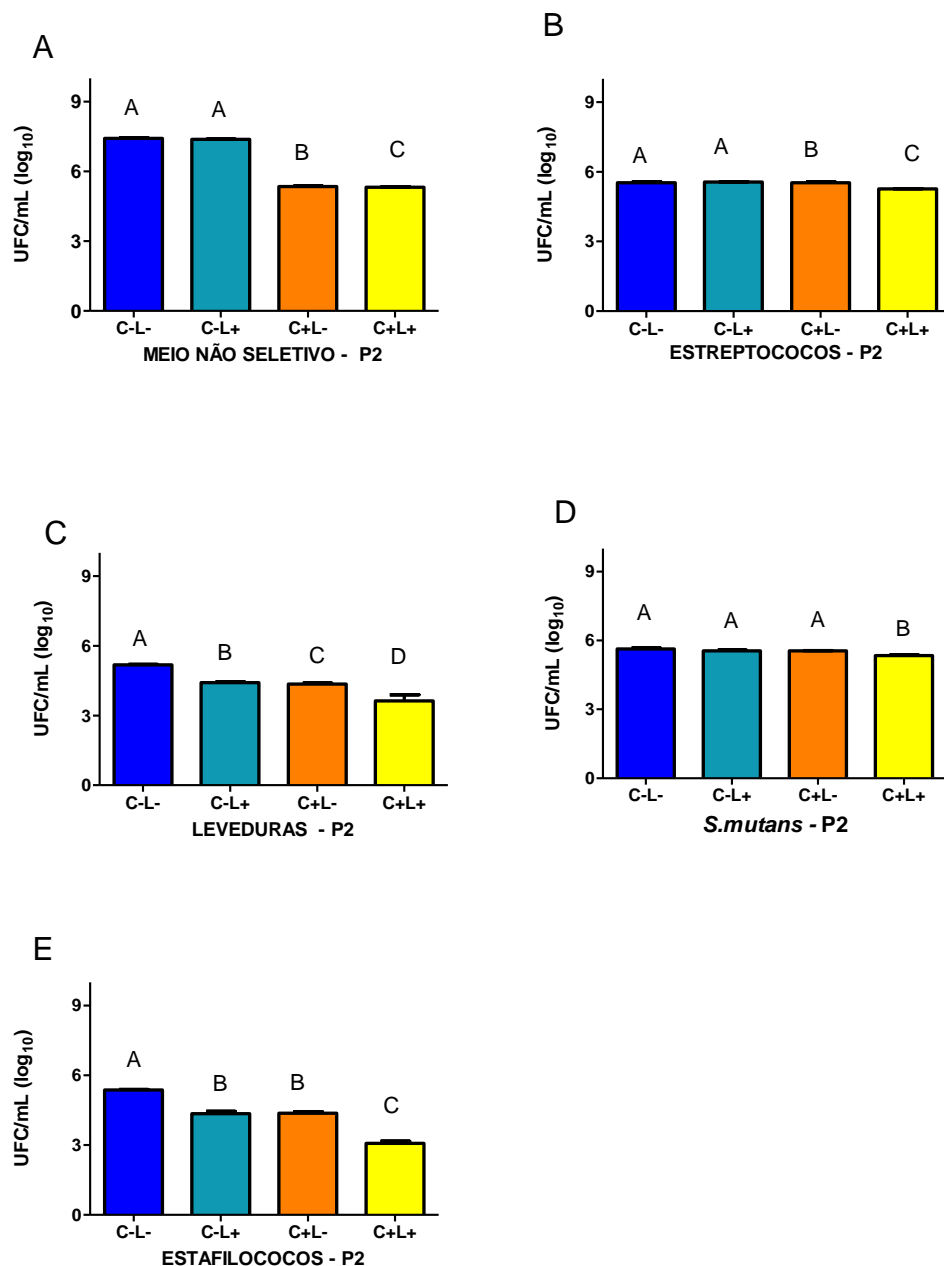 A
UFC/mL (log10)
9
6
3
0
A A B C
C-L- C-L+ C+L- C+L+
MEIO NÃO SELETIVO - P2
B
UFC/mL (log10)
9
6
3
0
A A B C
C-L- C-L+ C+L- C+L+
ESTREPTOCOCOS - P2
C
UFC/mL (log10)
9
6
3
0
A B C D
C-L- C-L+ C+L- C+L+
LEVEDURAS - P2
D
UFC/mL (log10)
9
6
3
0
A A A B
C-L- C-L+ C+L- C+L+
S.mutans - P2
E
UFC/mL (log10)
9
6
3
0
A B B C
C-L- C-L+ C+L- C+L+
ESTAFILOCOCOS - P2